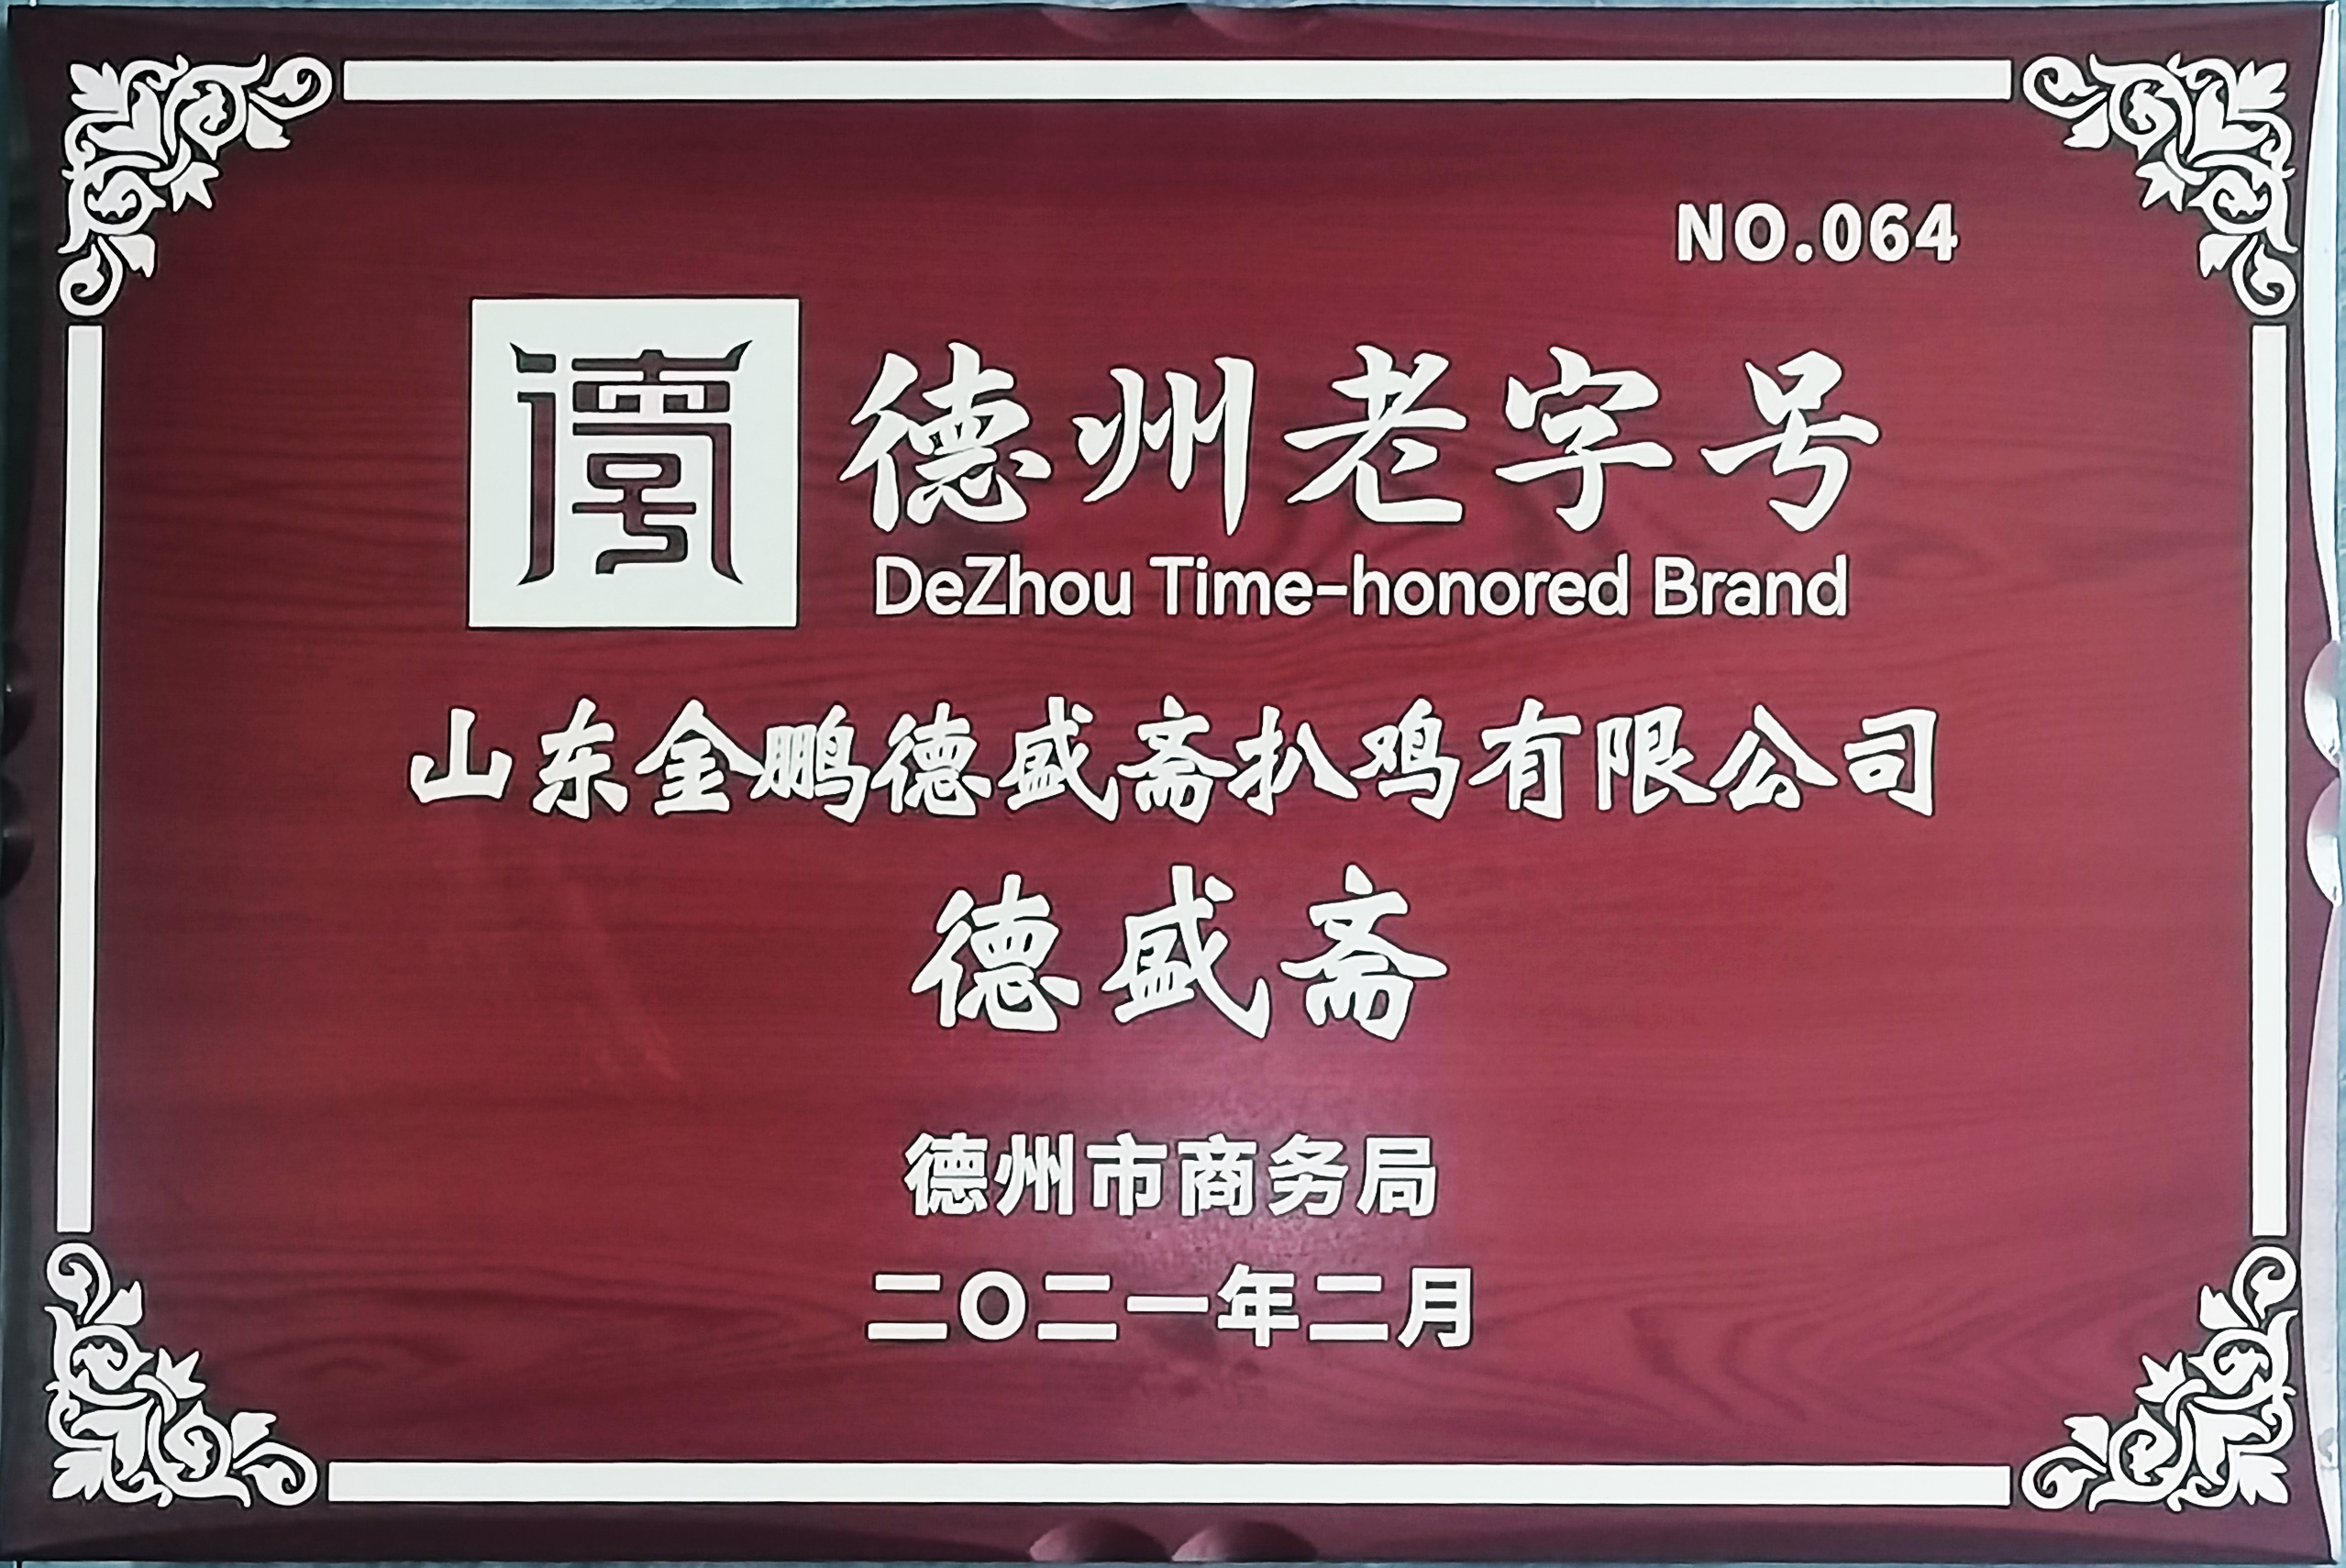 NO.064
德州老字号
DeZhou Time-honored Brand
山东金鹏德盛斋扒鸡有限公司
德盛斋
德州市商务局
二〇二一年二月